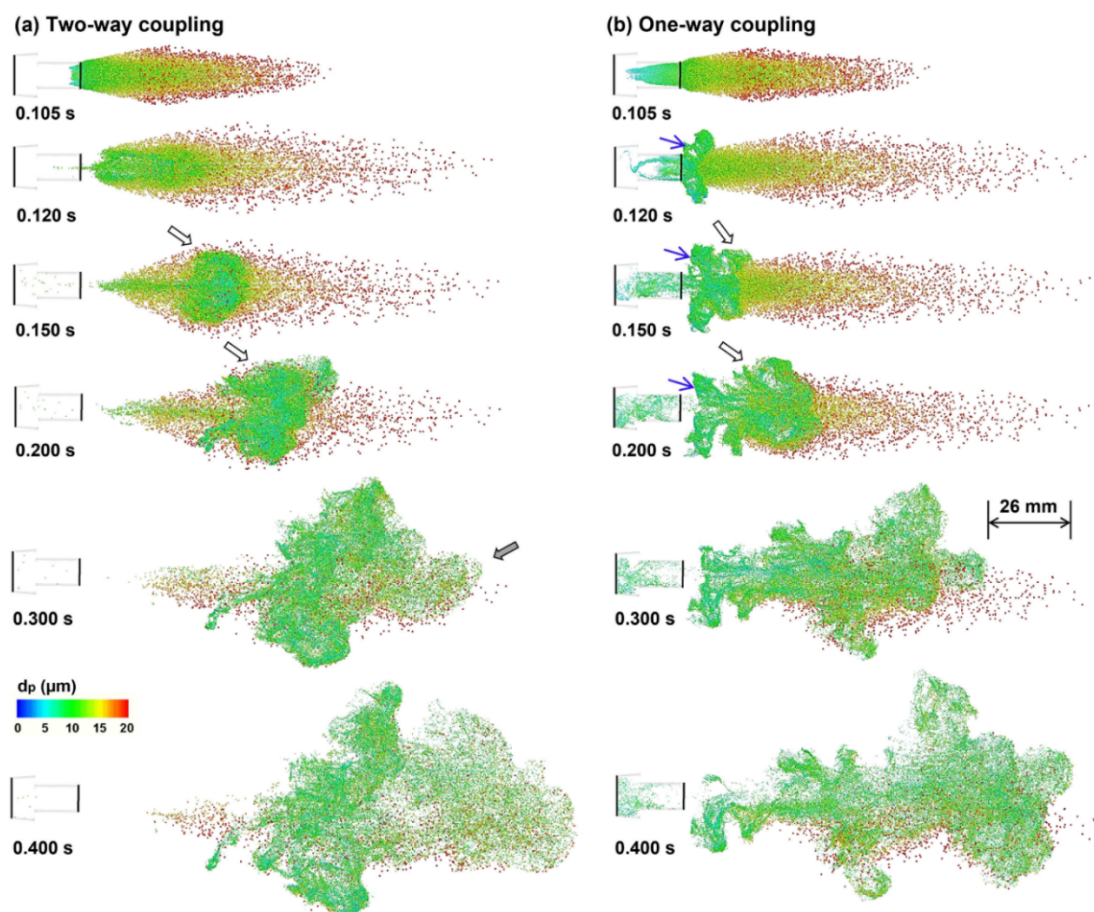 (a) Two-way coupling
(b) One-way coupling
0.105 s
0.105 s
0.120 s
0.120 s
0.150 s
0.150 s
0.200 s
0.200 s
26 mm
0.300 s
0.300 s
dp (µm)
0 5 10 15 20
0.400 s
0.400 s